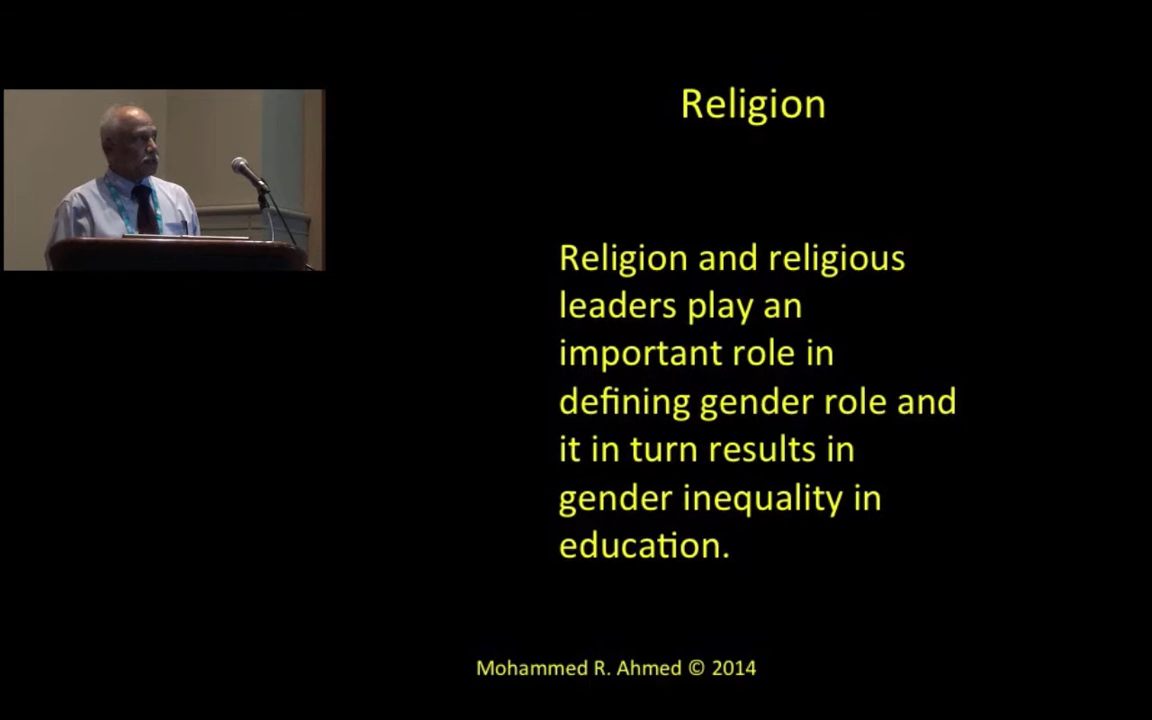 Religion
Religion and religious
leaders play an
important role in
defining gender role and
it in turn results in
gender inequality in
education.
Mohammed R. Ahmed © 2014